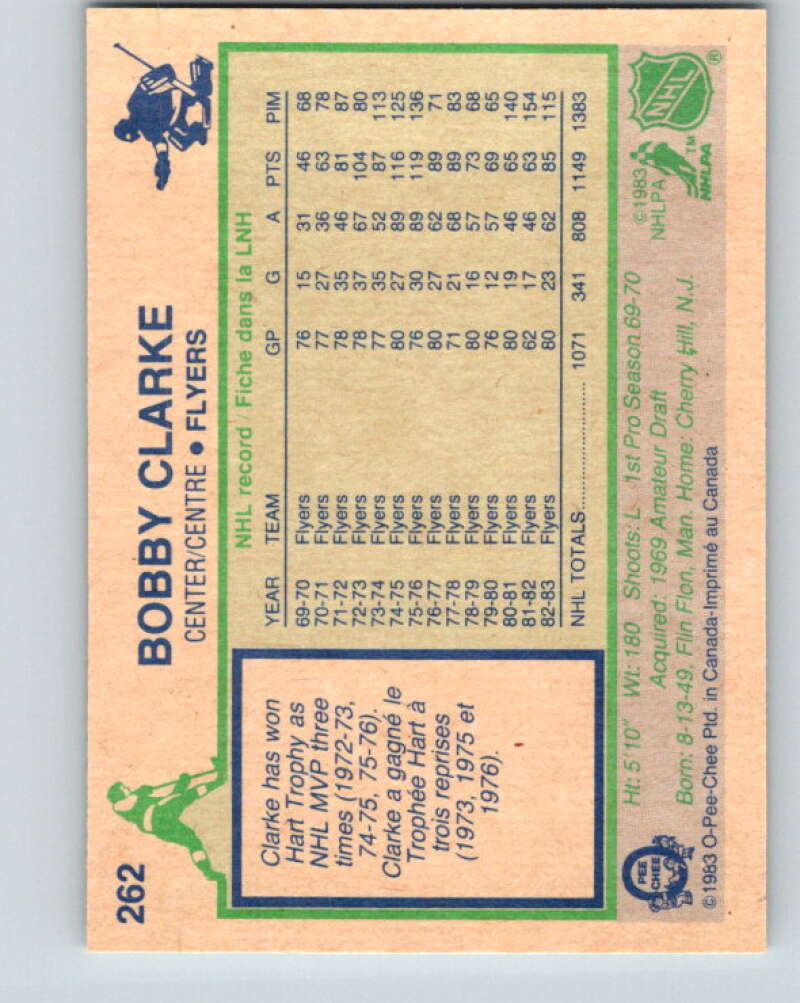 262
BOBBY CLARKE
CENTER/CENTRE • FLYERS
Clarke has won
Hart Trophy as
NHL MVP three
times (1972-73,
74-75, 75-76).
Clarke a gagné le
Trophée Hart à
trois reprises
(1973, 1975 et
1976).
NHL record / Fiche dans la LNH
YEAR TEAM GP G A PTS PIM
69-70 Flyers 76 15 31 46 68
70-71 Flyers 77 27 36 63 78
71-72 Flyers 78 35 46 81 87
72-73 Flyers 78 37 67 104 80
73-74 Flyers 77 35 52 87 113
74-75 Flyers 80 27 89 116 125
75-76 Flyers 76 30 89 119 136
76-77 Flyers 80 27 62 89 71
77-78 Flyers 71 21 68 89 83
78-79 Flyers 80 16 57 73 68
79-80 Flyers 76 12 57 69 65
80-81 Flyers 80 19 46 65 140
81-82 Flyers 62 17 46 63 154
82-83 Flyers 80 23 62 85 115
NHL TOTALS.................... 1071 341 808 1149 1383
Ht: 5'10" Wt: 180 Shoots: L 1st Pro Season 69-70
Acquired: 1969 Amateur Draft
Born: 8-13-49, Flin Flon, Man. Home: Cherry Hill, N.J.
©1983
NHLPA
NHL ®
NHLPA TM
O
PEE
CHEE
©1983 O-Pee-Chee Ptd. in Canada-Imprimé au Canada